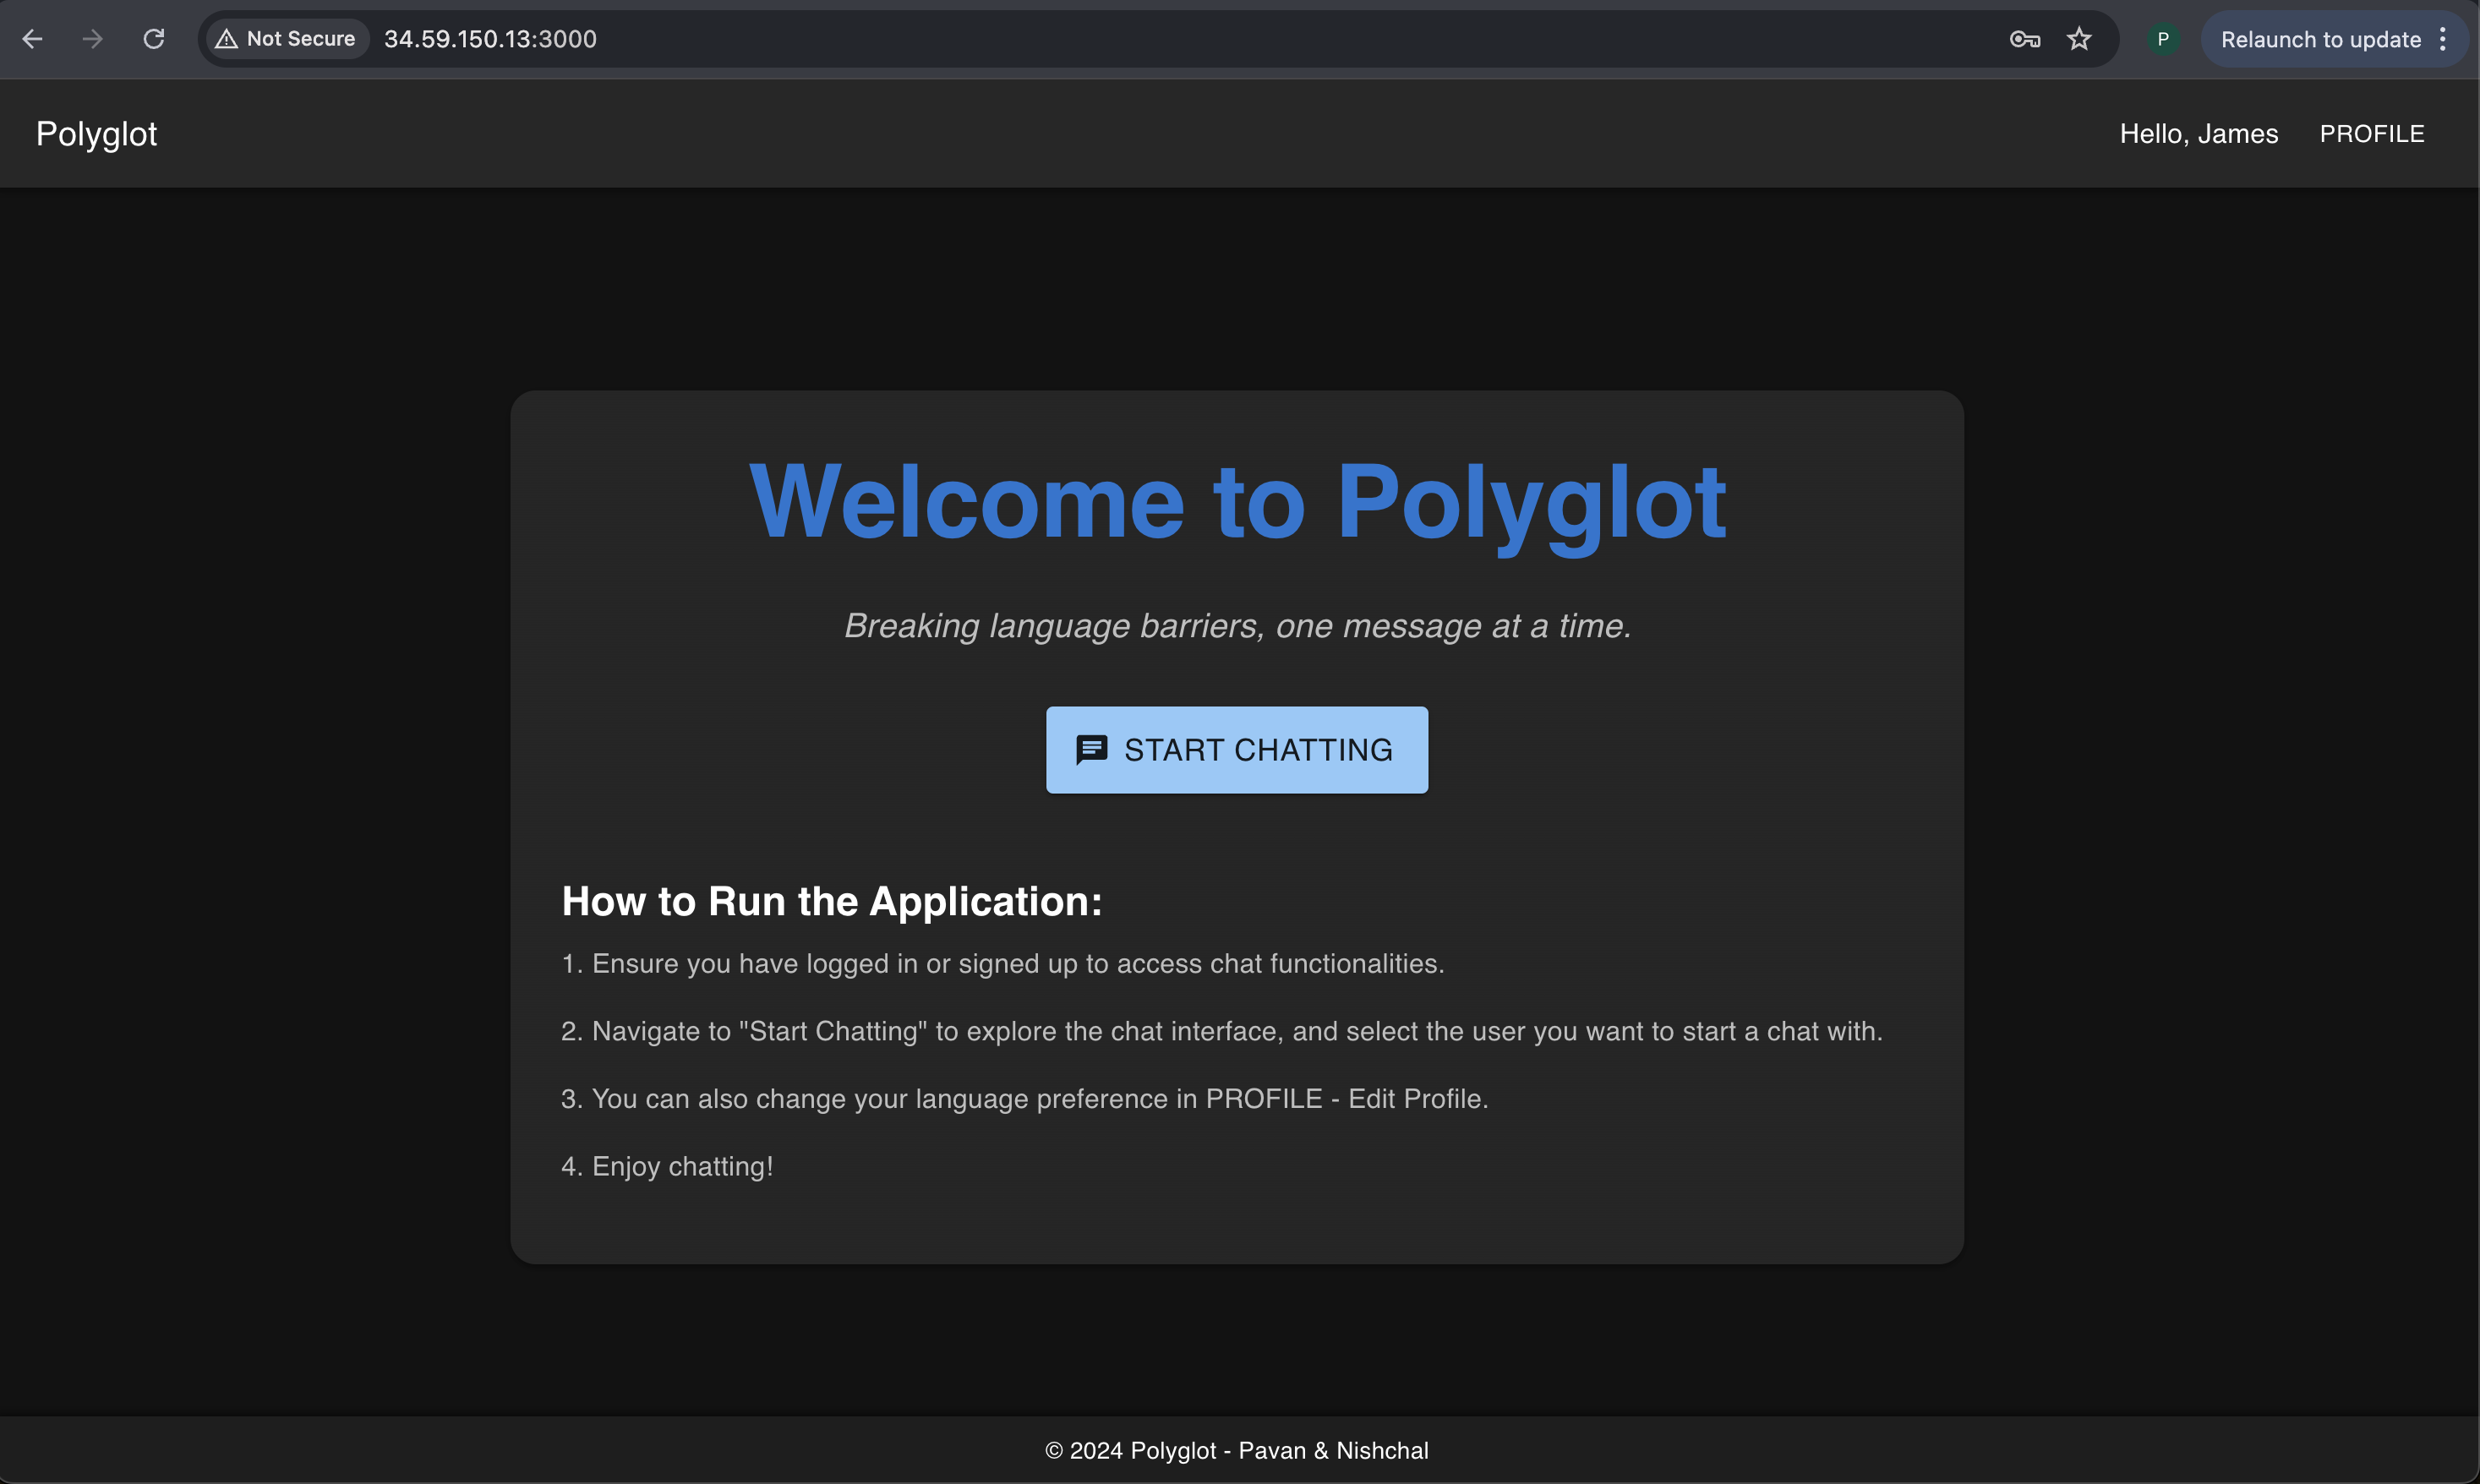 Not Secure 34.59.150.13:3000 P Relaunch to update
Polyglot Hello, James PROFILE
Welcome to Polyglot
Breaking language barriers, one message at a time.
START CHATTING
How to Run the Application:
1. Ensure you have logged in or signed up to access chat functionalities.
2. Navigate to "Start Chatting" to explore the chat interface, and select the user you want to start a chat with.
3. You can also change your language preference in PROFILE - Edit Profile.
4. Enjoy chatting!
© 2024 Polyglot - Pavan & Nishchal